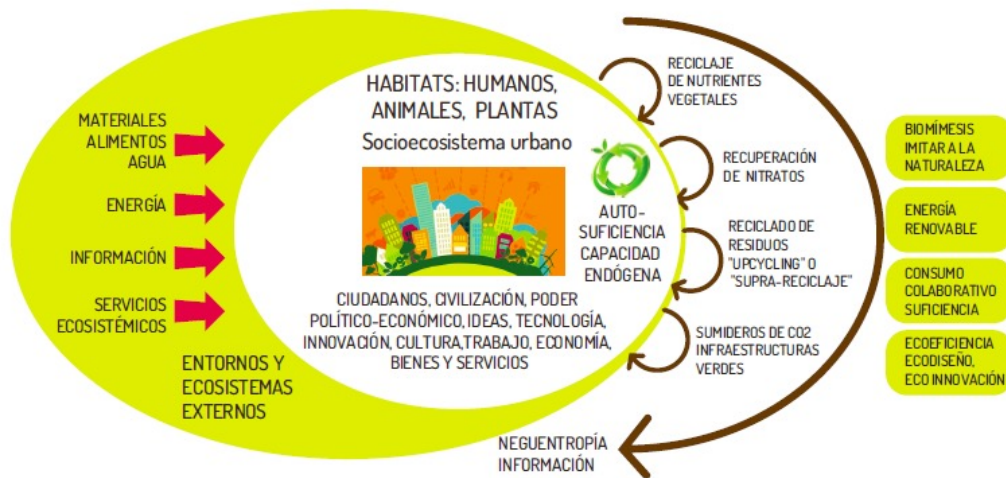 MATERIALES
ALIMENTOS
AGUA
ENERGÍA
INFORMACIÓN
SERVICIOS
ECOSISTÉMICOS
ENTORNOS Y
ECOSISTEMAS
EXTERNOS
HABITATS: HUMANOS,
ANIMALES, PLANTAS
Socioecosistema urbano
AUTO-
SUFICIENCIA
CAPACIDAD
ENDÓGENA
CIUDADANOS, CIVILIZACIÓN, PODER
POLÍTICO-ECONÓMICO, IDEAS, TECNOLOGÍA,
INNOVACIÓN, CULTURA,TRABAJO, ECONOMÍA,
BIENES Y SERVICIOS
RECICLAJE
DE NUTRIENTES
VEGETALES
RECUPERACIÓN
DE NITRATOS
RECICLADO DE
RESIDUOS
"UPCYCLING" O
"SUPRA-RECICLAJE"
SUMIDEROS DE CO2
INFRAESTRUCTURAS
VERDES
NEGUENTROPÍA
INFORMACIÓN
BIOMÍMESIS
IMITAR A LA
NATURALEZA
ENERGÍA
RENOVABLE
CONSUMO
COLABORATIVO
SUFICIENCIA
ECOEFICIENCIA
ECODISEÑO,
ECO INNOVACIÓN